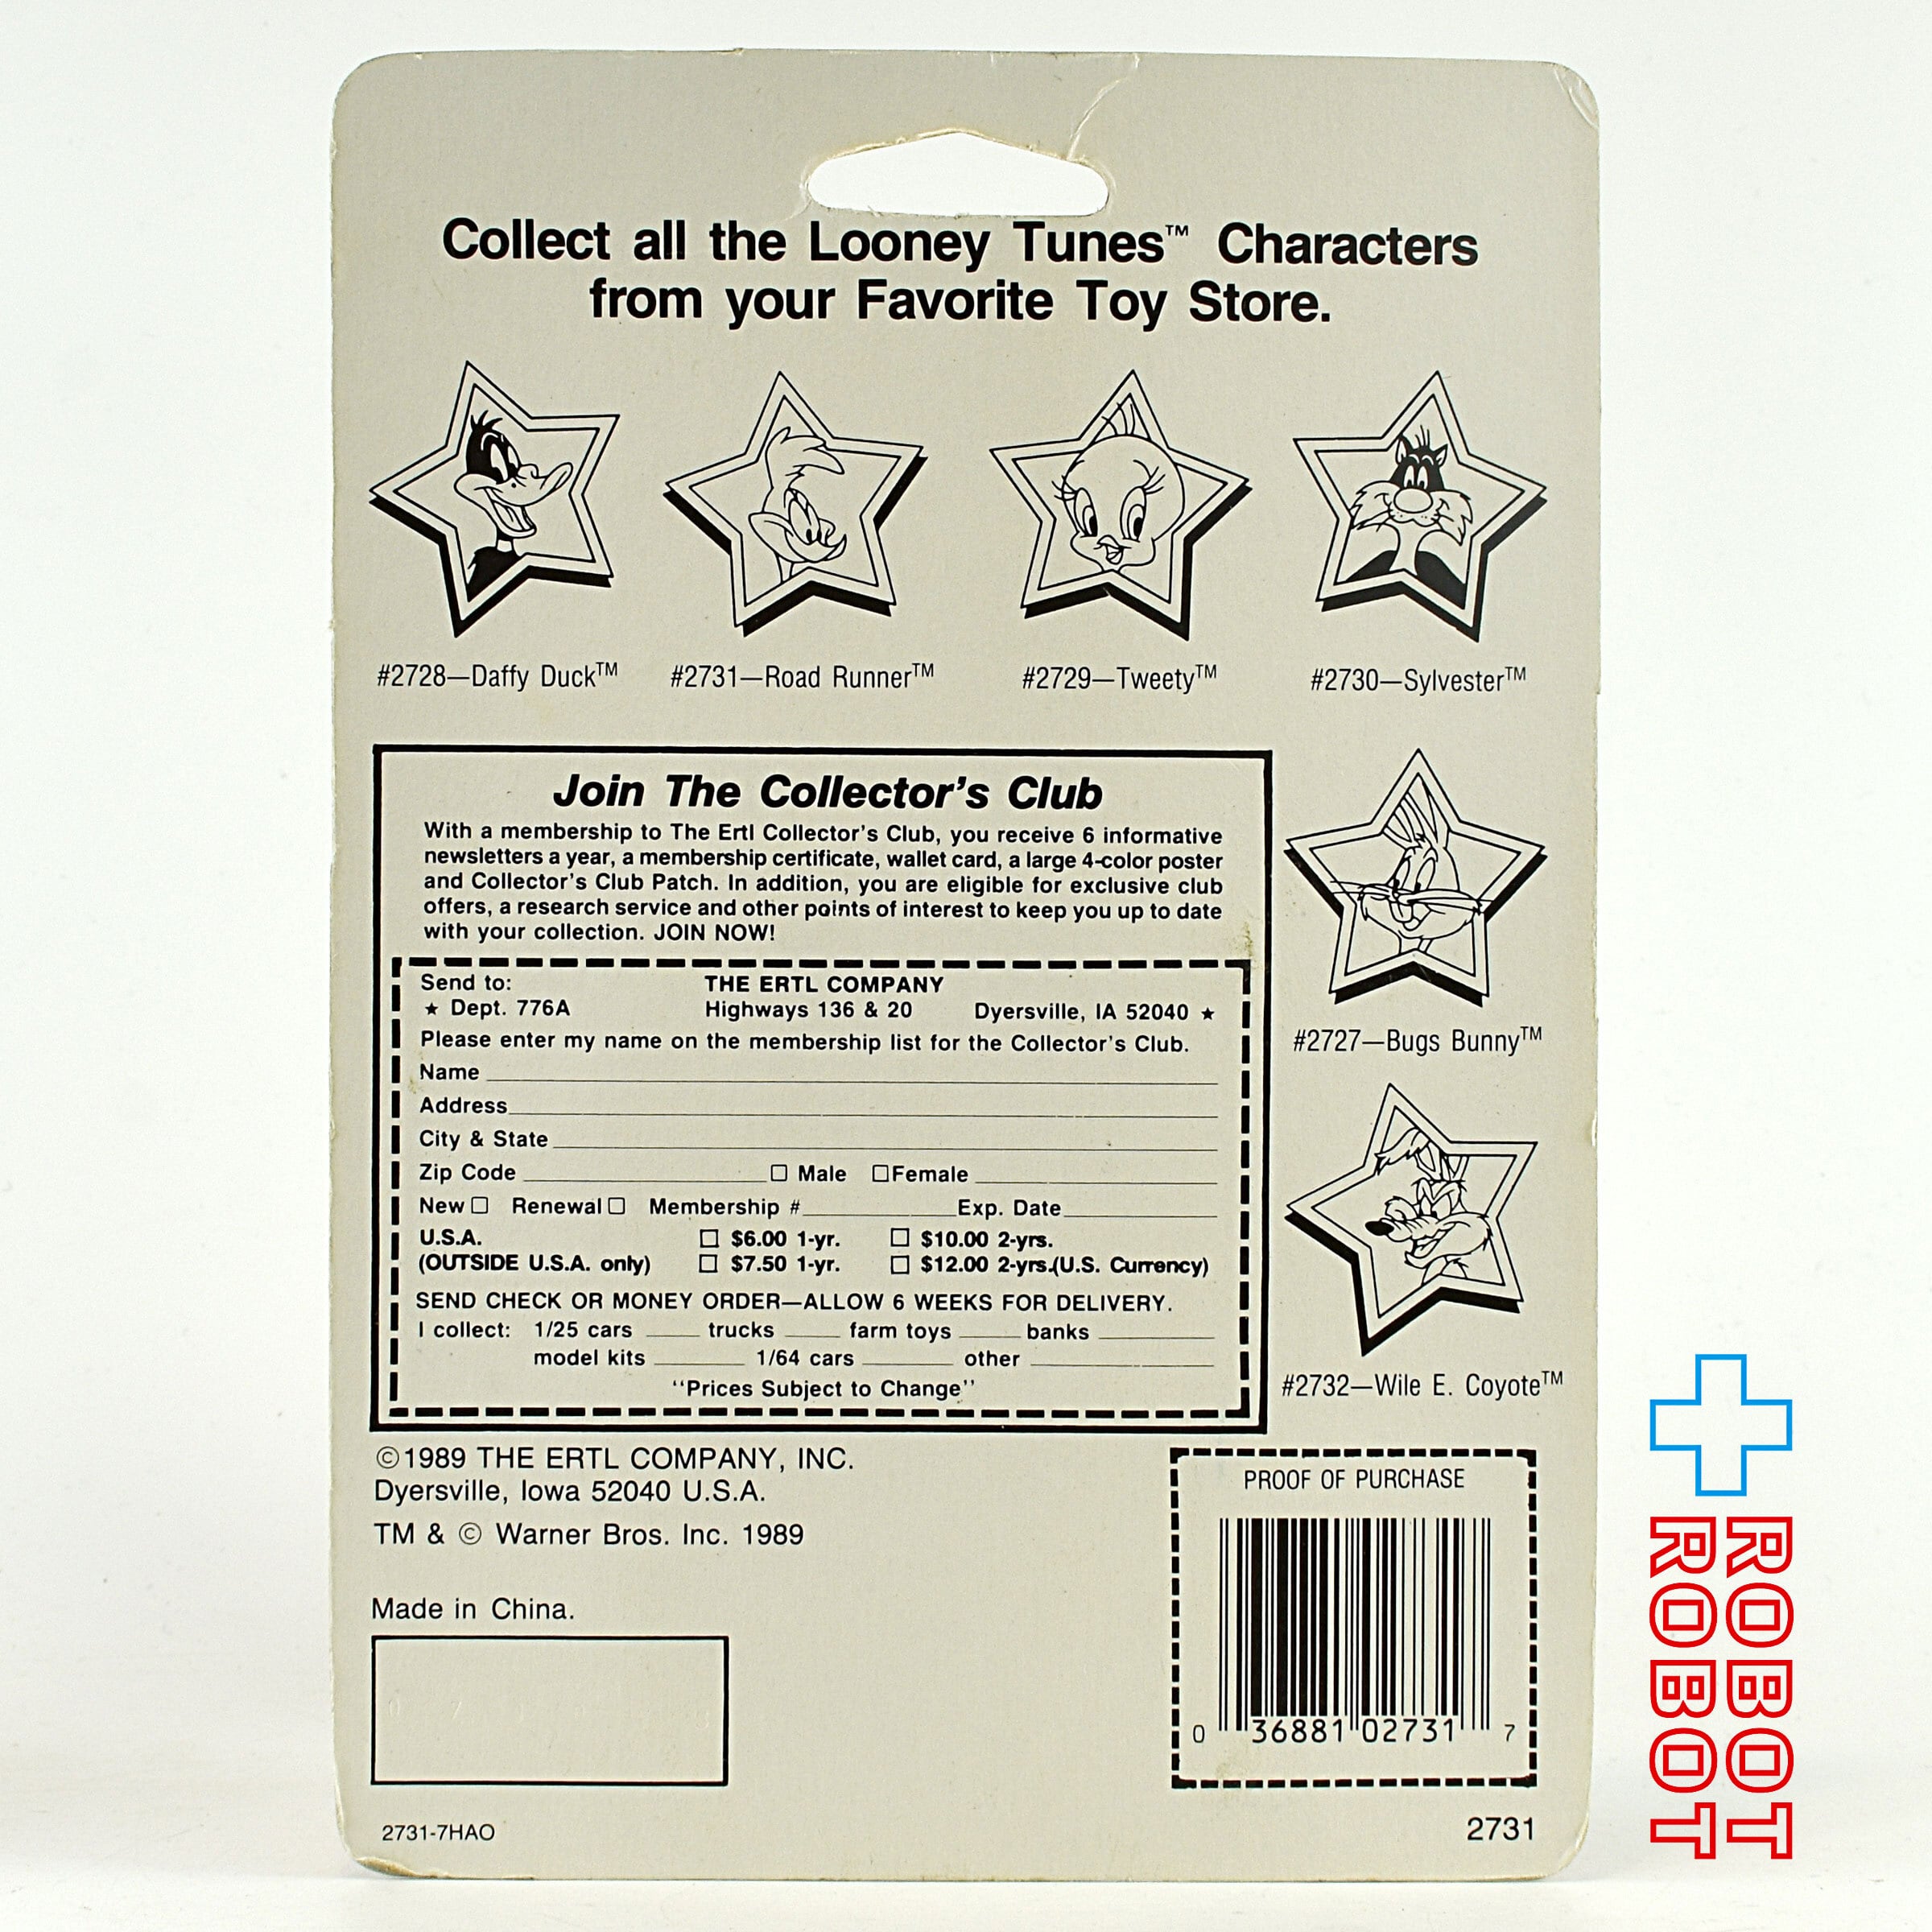 Collect all the Looney Tunes™ Characters
from your Favorite Toy Store.
#2728—Daffy Duck™
#2731—Road Runner™
#2729—Tweety™
#2730—Sylvester™
Join The Collector's Club
With a membership to The Ertl Collector's Club, you receive 6 informative
newsletters a year, a membership certificate, wallet card, a large 4-color poster
and Collector's Club Patch. In addition, you are eligible for exclusive club
offers, a research service and other points of interest to keep you up to date
with your collection. JOIN NOW!
Send to: THE ERTL COMPANY
★ Dept. 776A Highways 136 & 20 Dyersville, IA 52040 ★
Please enter my name on the membership list for the Collector's Club.
Name
Address
City & State
Zip Code □ Male □ Female
New □ Renewal □ Membership # Exp. Date
U.S.A. □ $6.00 1-yr. □ $10.00 2-yrs.
(OUTSIDE U.S.A. only) □ $7.50 1-yr. □ $12.00 2-yrs.(U.S. Currency)
SEND CHECK OR MONEY ORDER—ALLOW 6 WEEKS FOR DELIVERY.
I collect: 1/25 cars trucks farm toys banks
model kits 1/64 cars other
"Prices Subject to Change"
#2727—Bugs Bunny™
#2732—Wile E. Coyote™
©1989 THE ERTL COMPANY, INC.
Dyersville, Iowa 52040 U.S.A.
TM & © Warner Bros. Inc. 1989
Made in China.
2731-7HAO
PROOF OF PURCHASE
0 36881 02731 7
2731
ROBOT ROBOT